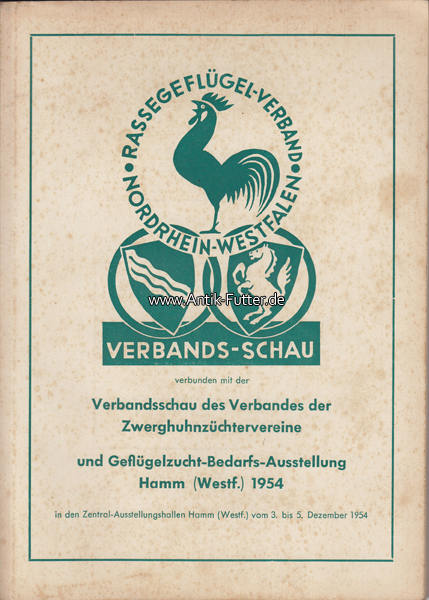 • RASSEGEFLÜGEL-VERBAND •
NORDRHEIN-WESTFALEN
www.Antik-Futter.de
VERBANDS-SCHAU
verbunden mit der
Verbandsschau des Verbandes der
Zwerghuhnzüchtervereine
und Geflügelzucht-Bedarfs-Ausstellung
Hamm (Westf.) 1954
in den Zentral-Ausstellungshallen Hamm (Westf.) vom 3. bis 5. Dezember 1954